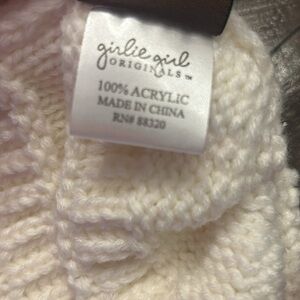 girlie girl
ORIGINALS™
100% ACRYLIC
MADE IN CHINA
RN# 88320